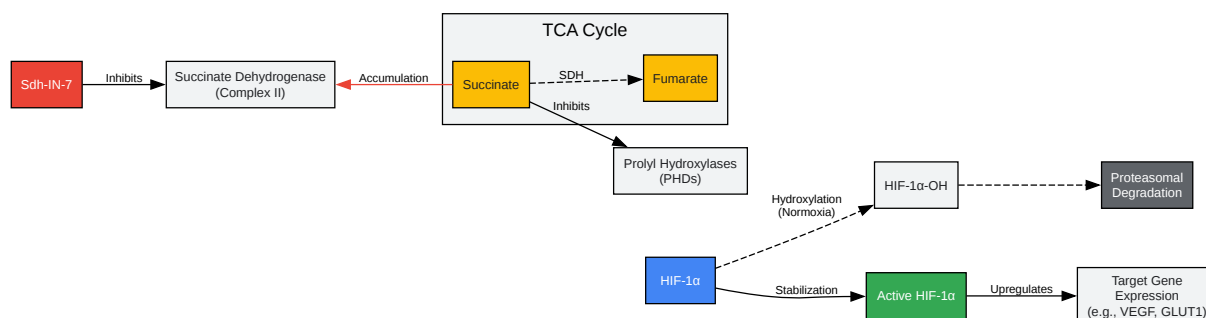 TCA Cycle
Sdh-IN-7
Inhibits
Succinate Dehydrogenase
(Complex II)
Accumulation
Succinate
SDH
Fumarate
Inhibits
Prolyl Hydroxylases
(PHDs)
Hydroxylation
(Normoxia)
HIF-1α-OH
Proteasomal
Degradation
HIF-1α
Stabilization
Active HIF-1α
Upregulates
Target Gene
Expression
(e.g., VEGF, GLUT1)